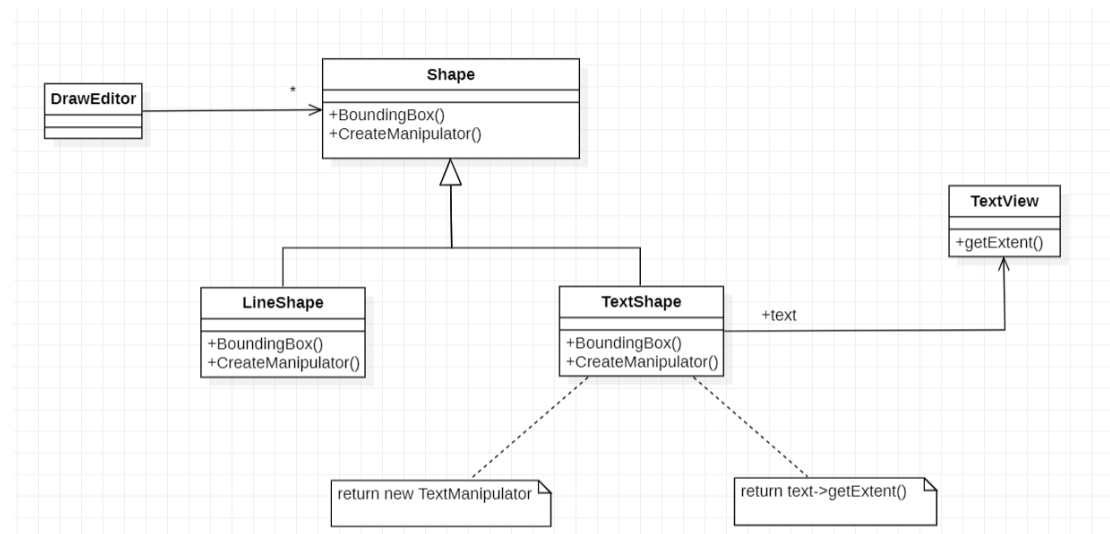 DrawEditor
*
Shape
+BoundingBox()
+CreateManipulator()
TextView
+getExtent()
LineShape
+BoundingBox()
+CreateManipulator()
TextShape
+BoundingBox()
+CreateManipulator()
+text
return new TextManipulator
return text->getExtent()